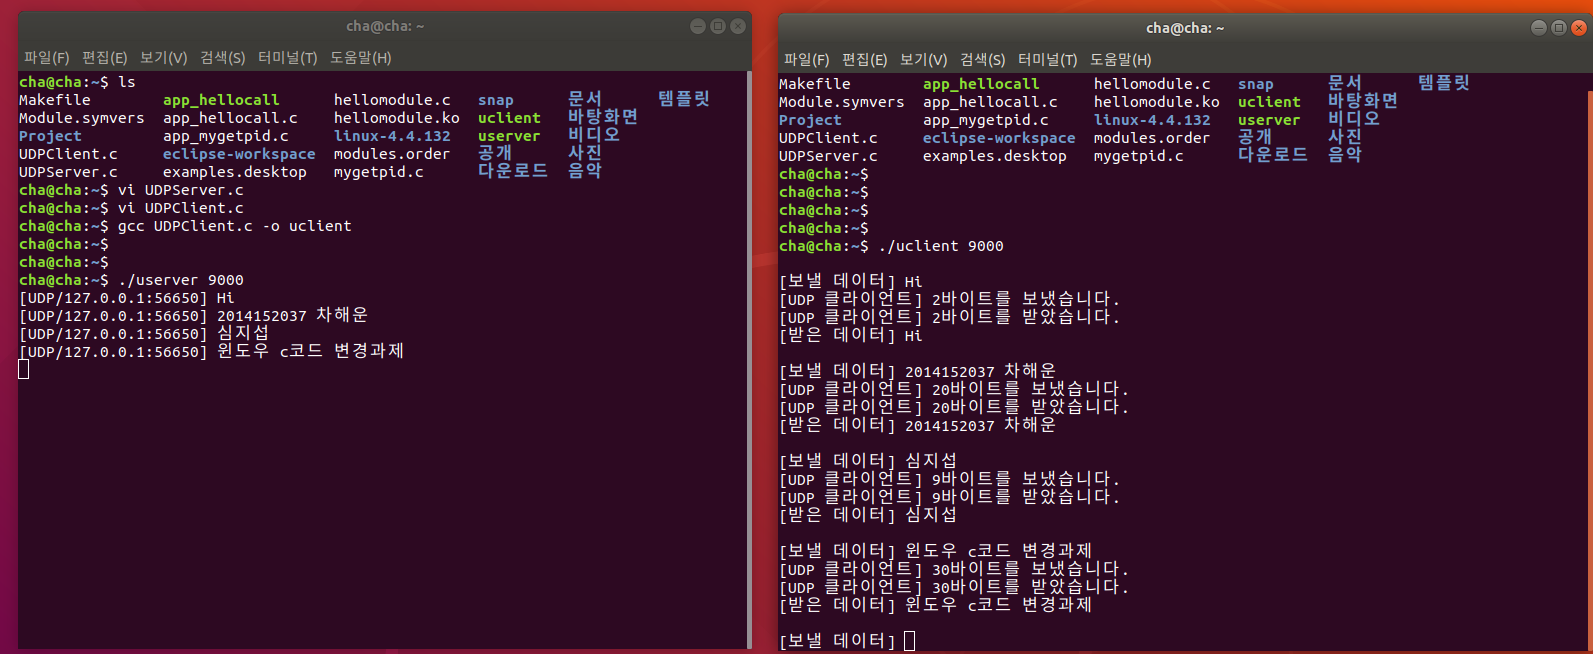 cha@cha: ~
파일(F) 편집(E) 보기(V) 검색(S) 터미널(T) 도움말(H)
cha@cha:~$ ls
Makefile app_hellocall hellomodule.c snap 문서 템플릿
Module.symvers app_hellocall.c hellomodule.ko uclient 바탕화면
Project app_mygetpid.c linux-4.4.132 userver 비디오
UDPClient.c eclipse-workspace modules.order 공개 사진
UDPServer.c examples.desktop mygetpid.c 다운로드 음악
cha@cha:~$ vi UDPServer.c
cha@cha:~$ vi UDPClient.c
cha@cha:~$ gcc UDPClient.c -o uclient
cha@cha:~$
cha@cha:~$
cha@cha:~$ ./userver 9000
[UDP/127.0.0.1:56650] Hi
[UDP/127.0.0.1:56650] 2014152037 차해운
[UDP/127.0.0.1:56650] 심지섭
[UDP/127.0.0.1:56650] 윈도우 c코드 변경과제
cha@cha: ~
파일(F) 편집(E) 보기(V) 검색(S) 터미널(T) 도움말(H)
Makefile app_hellocall hellomodule.c snap 문서 템플릿
Module.symvers app_hellocall.c hellomodule.ko uclient 바탕화면
Project app_mygetpid.c linux-4.4.132 userver 비디오
UDPClient.c eclipse-workspace modules.order 공개 사진
UDPServer.c examples.desktop mygetpid.c 다운로드 음악
cha@cha:~$
cha@cha:~$
cha@cha:~$
cha@cha:~$
cha@cha:~$ ./uclient 9000
[보낼 데이터] Hi
[UDP 클라이언트] 2바이트를 보냈습니다.
[UDP 클라이언트] 2바이트를 받았습니다.
[받은 데이터] Hi
[보낼 데이터] 2014152037 차해운
[UDP 클라이언트] 20바이트를 보냈습니다.
[UDP 클라이언트] 20바이트를 받았습니다.
[받은 데이터] 2014152037 차해운
[보낼 데이터] 심지섭
[UDP 클라이언트] 9바이트를 보냈습니다.
[UDP 클라이언트] 9바이트를 받았습니다.
[받은 데이터] 심지섭
[보낼 데이터] 윈도우 c코드 변경과제
[UDP 클라이언트] 30바이트를 보냈습니다.
[UDP 클라이언트] 30바이트를 받았습니다.
[받은 데이터] 윈도우 c코드 변경과제
[보낼 데이터]